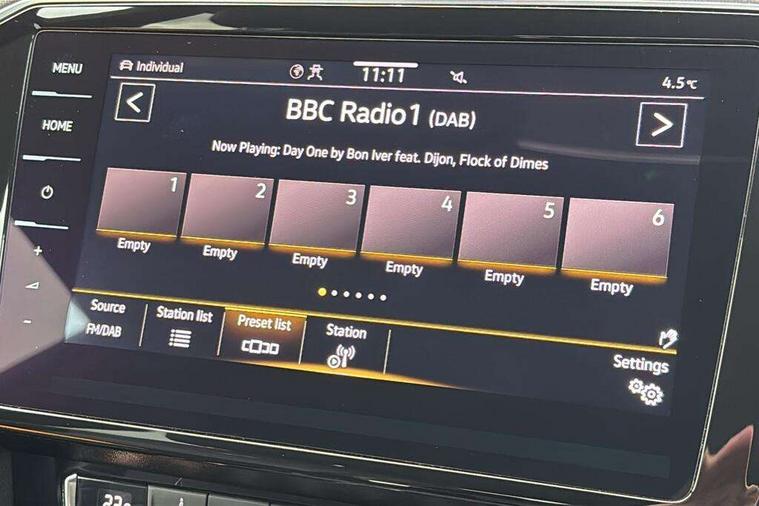 MENU
HOME
+
-
Individual
11:11
4.5°C
<
BBC Radio 1 (DAB)
>
Now Playing: Day One by Bon Iver feat. Dijon, Flock of Dimes
1 2 3 4 5 6
Empty Empty Empty Empty Empty Empty
Source Station list Preset list Station
FM/DAB
Settings